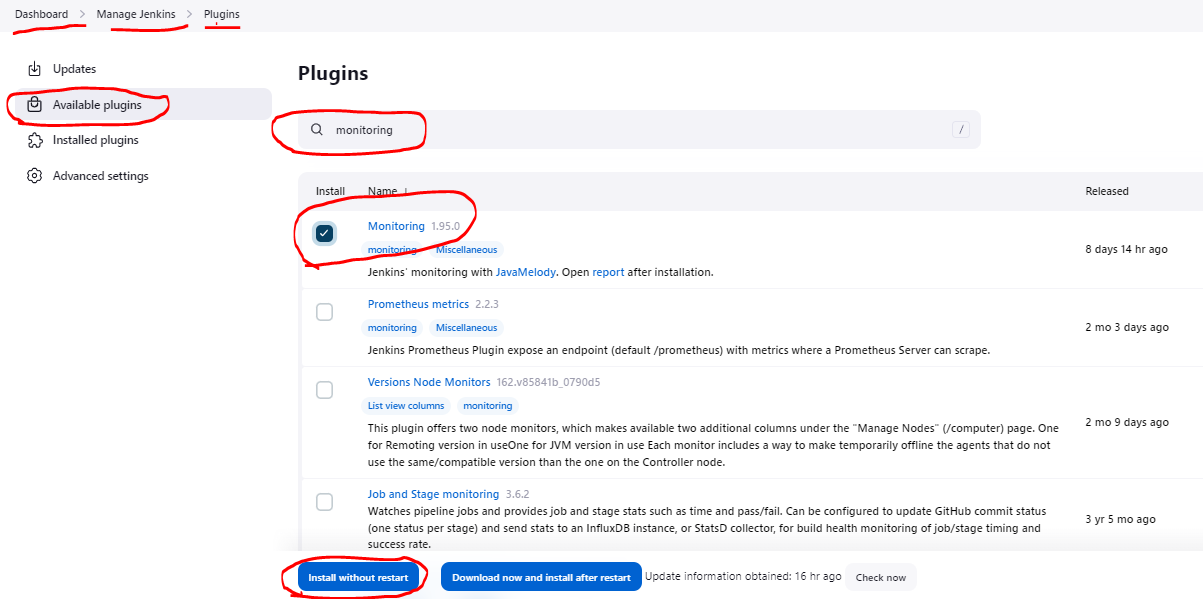 Dashboard > Manage Jenkins > Plugins
Updates
Available plugins
Installed plugins
Advanced settings
Plugins
monitoring /
Install Name ↓ Released
Monitoring 1.95.0
monitoring Miscellaneous
Jenkins' monitoring with JavaMelody. Open report after installation.
8 days 14 hr ago
Prometheus metrics 2.2.3
monitoring Miscellaneous
Jenkins Prometheus Plugin expose an endpoint (default /prometheus) with metrics where a Prometheus Server can scrape.
2 mo 3 days ago
Versions Node Monitors 162.v85841b_0790d5
List view columns monitoring
This plugin offers two node monitors, which makes available two additional columns under the "Manage Nodes" (/computer) page. One
for Remoting version in useOne for JVM version in use Each monitor includes a way to make temporarily offline the agents that do not
use the same/compatible version than the one on the Controller node.
2 mo 9 days ago
Job and Stage monitoring 3.6.2
Watches pipeline jobs and provides job and stage stats such as time and pass/fail. Can be configured to update GitHub commit status
(one status per stage) and send stats to an InfluxDB instance, or StatsD collector, for build health monitoring of job/stage timing and
success rate.
3 yr 5 mo ago
Install without restart Download now and install after restart Update information obtained: 16 hr ago Check now